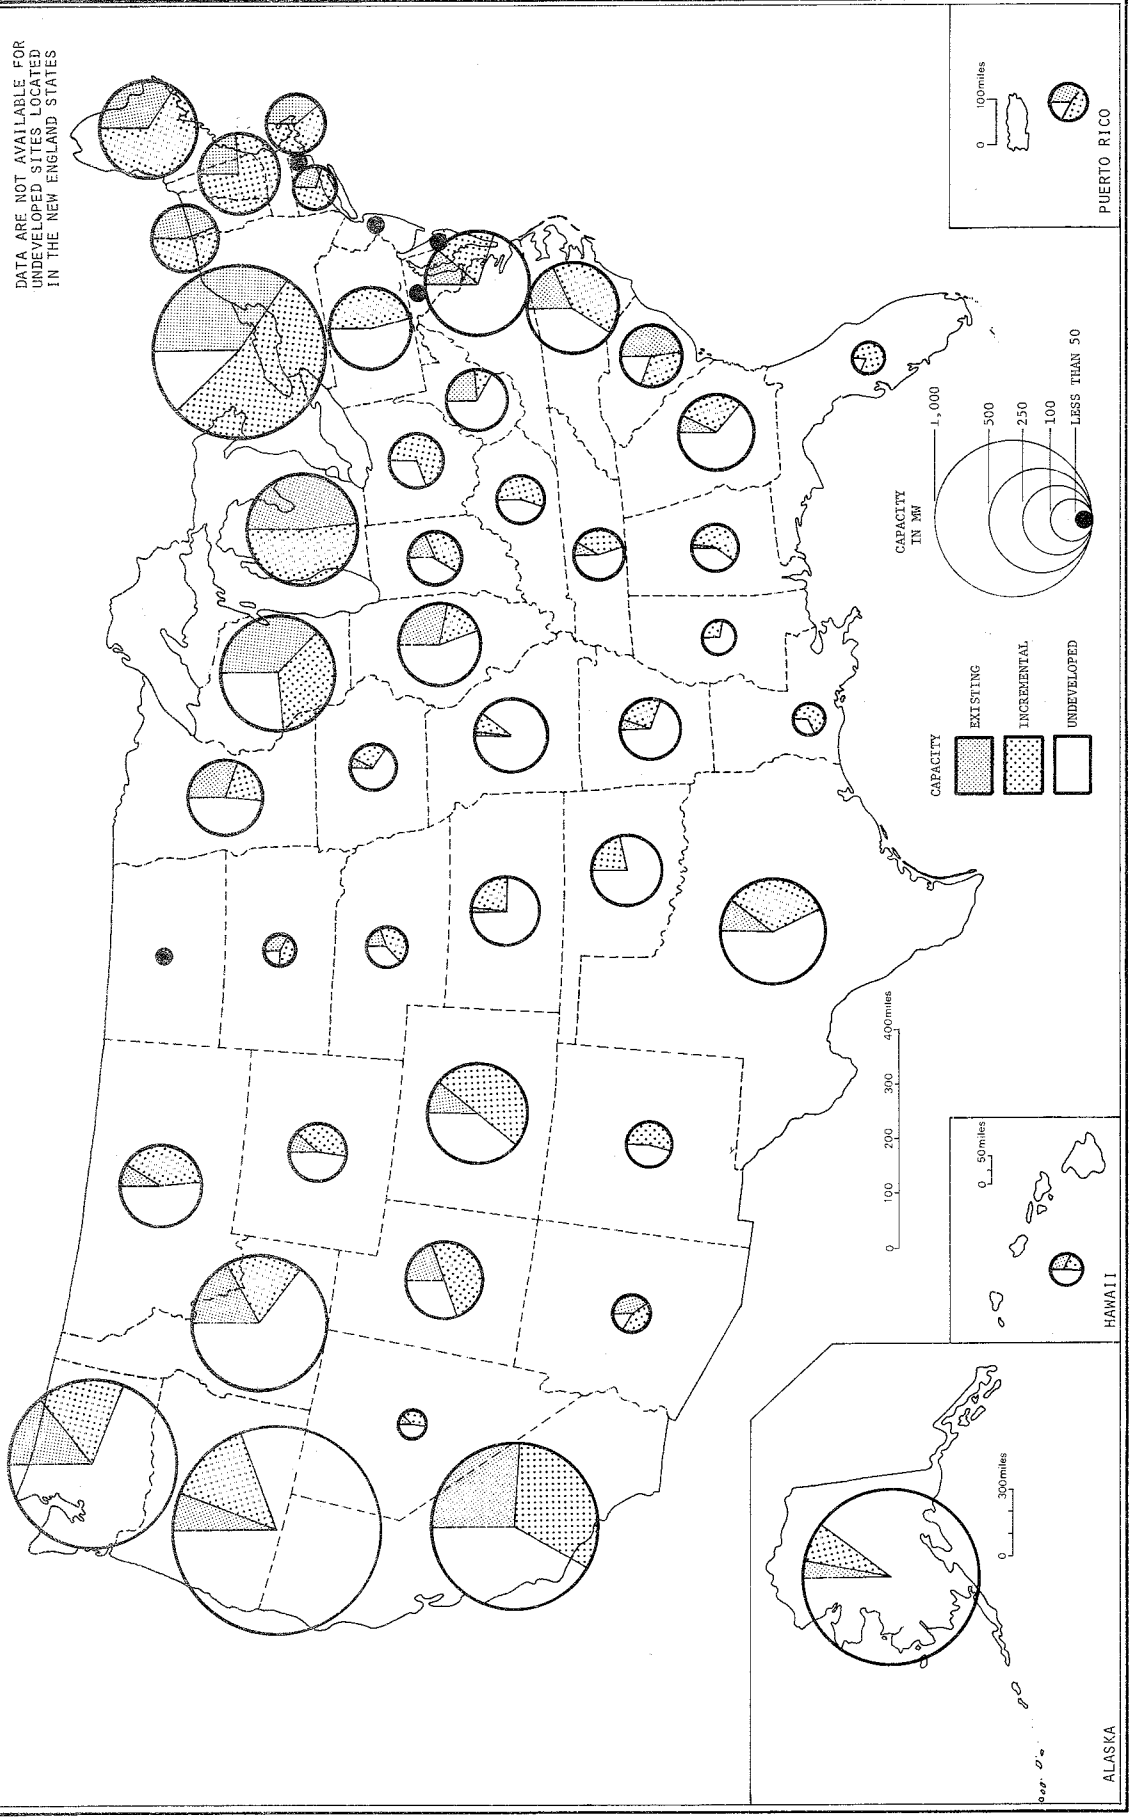 DATA ARE NOT AVAILABLE FOR
UNDEVELOPED SITES LOCATED
IN THE NEW ENGLAND STATES
0 100miles
PUERTO RICO
CAPACITY
IN MW
1,000
500
250
100
LESS THAN 50
CAPACITY
EXISTING
INCREMENTAL
UNDEVELOPED
0 100 200 300 400miles
0 50miles
HAWAII
0 300miles
ALASKA